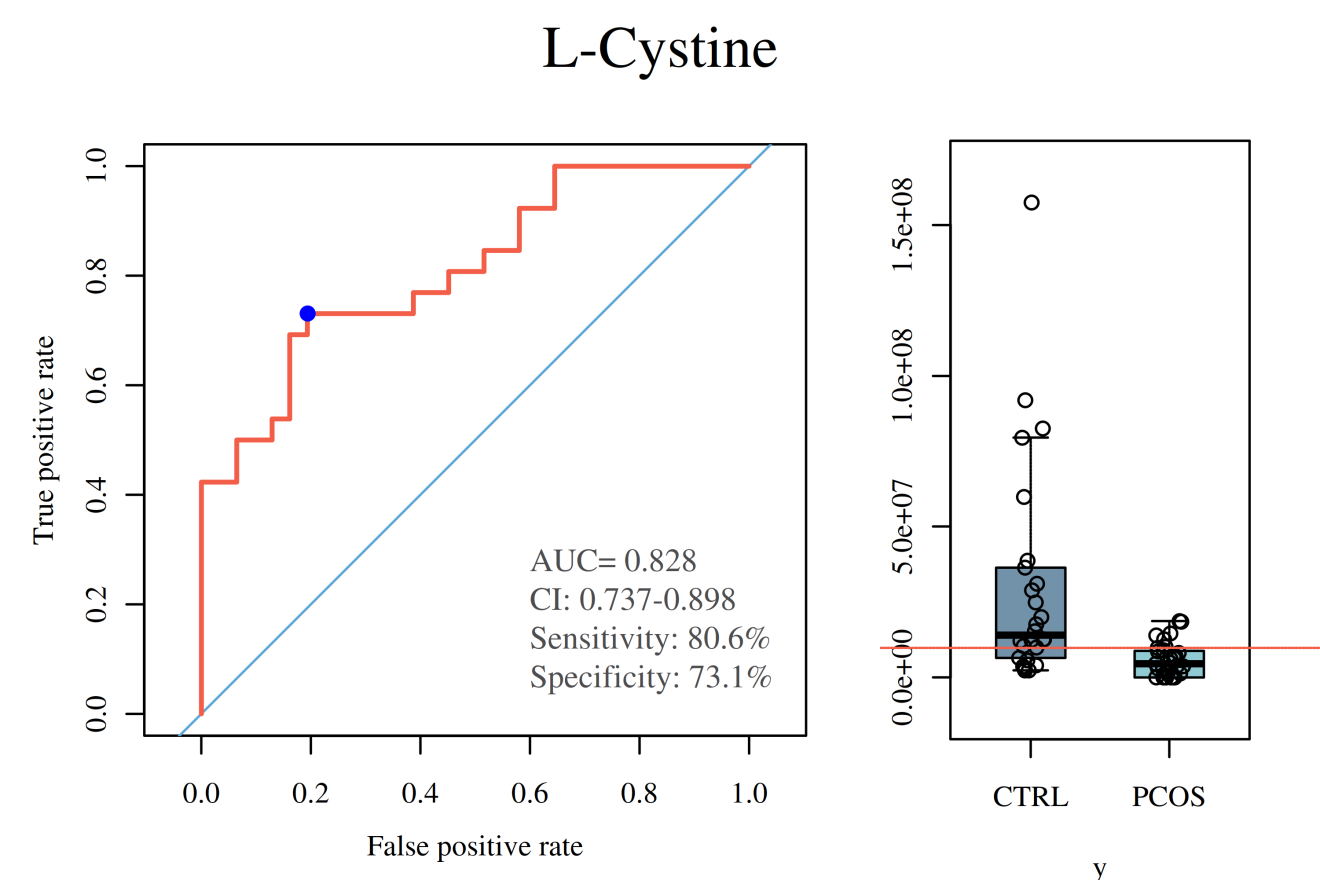 L-Cystine
True positive rate
1.0
0.8
0.6
0.4
0.2
0.0
AUC= 0.828
CI: 0.737-0.898
Sensitivity: 80.6%
Specificity: 73.1%
0.0 0.2 0.4 0.6 0.8 1.0
False positive rate
1.5e+08
1.0e+08
5.0e+07
0.0e+00
CTRL PCOS
y